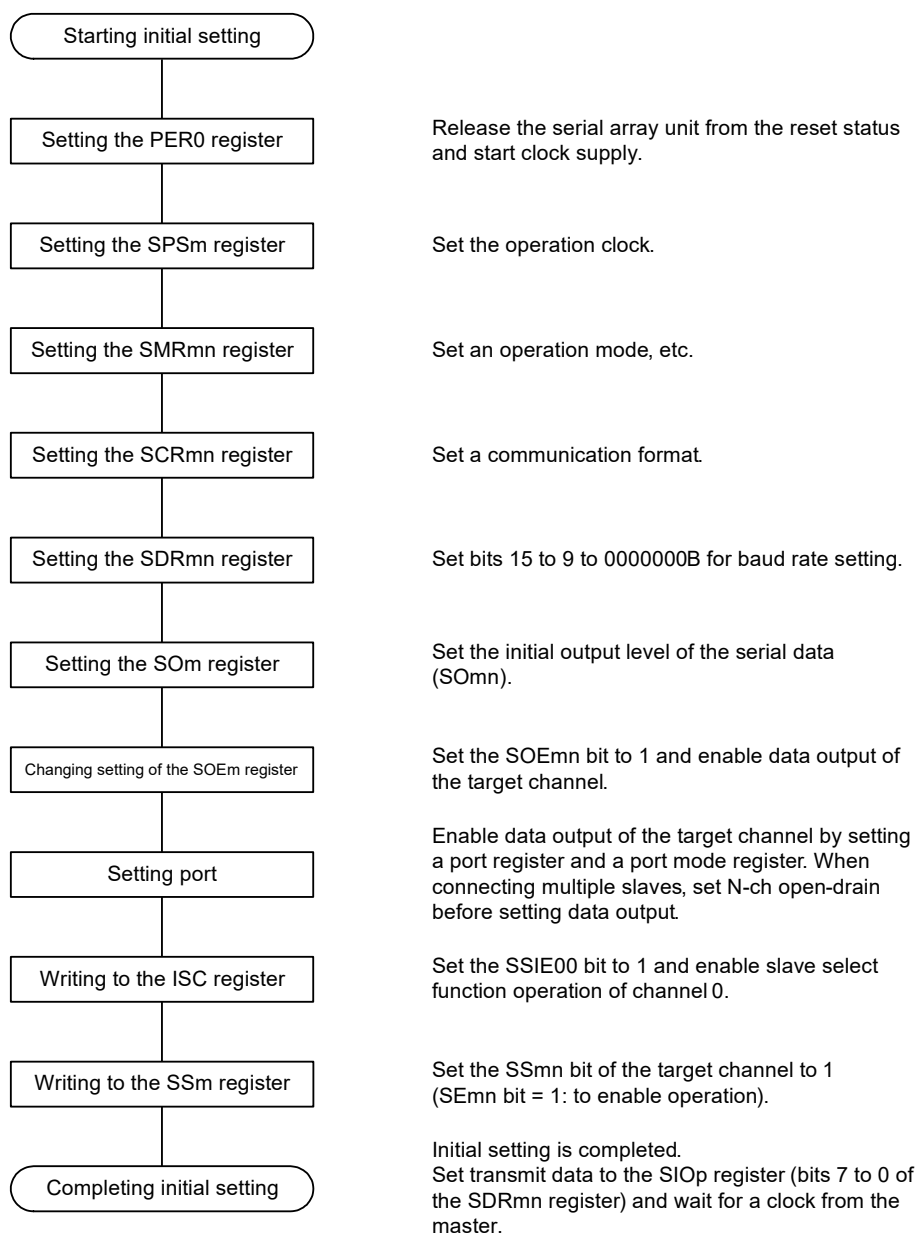 Starting initial setting
Setting the PER0 register
Release the serial array unit from the reset status
and start clock supply.
Setting the SPSm register
Set the operation clock.
Setting the SMRmn register
Set an operation mode, etc.
Setting the SCRmn register
Set a communication format.
Setting the SDRmn register
Set bits 15 to 9 to 0000000B for baud rate setting.
Setting the SOm register
Set the initial output level of the serial data
(SOmn).
Changing setting of the SOEm register
Set the SOEmn bit to 1 and enable data output of
the target channel.
Setting port
Enable data output of the target channel by setting
a port register and a port mode register. When
connecting multiple slaves, set N-ch open-drain
before setting data output.
Writing to the ISC register
Set the SSIE00 bit to 1 and enable slave select
function operation of channel 0.
Writing to the SSm register
Set the SSmn bit of the target channel to 1
(SEmn bit = 1: to enable operation).
Completing initial setting
Initial setting is completed.
Set transmit data to the SIOp register (bits 7 to 0 of
the SDRmn register) and wait for a clock from the
master.